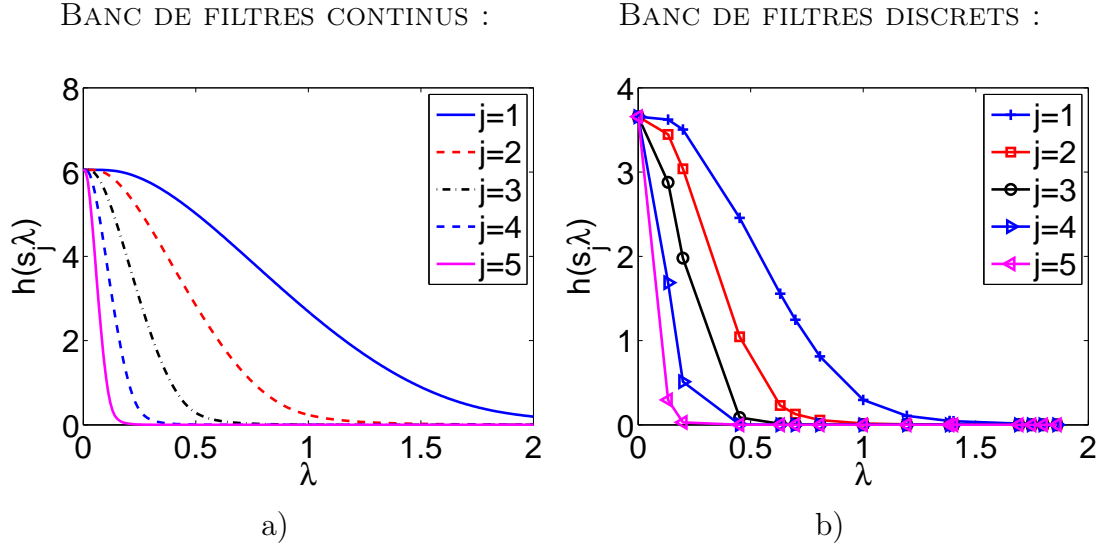 BANC DE FILTRES CONTINUS :
8
6
4
2
0
0
0.5
1
1.5
2
h(s_jλ)
λ
j=1
j=2
j=3
j=4
j=5
a)
BANC DE FILTRES DISCRETS :
4
3
2
1
0
0
0.5
1
1.5
2
h(s_jλ)
λ
j=1
j=2
j=3
j=4
j=5
b)